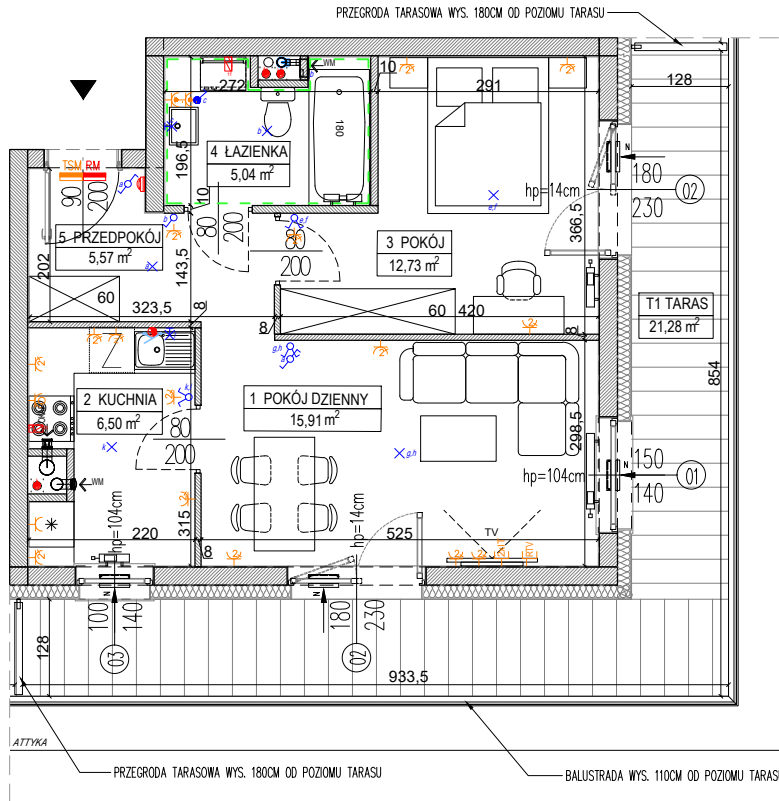 PRZEGRODA TARASOWA WYS. 180CM OD POZIOMU TARASU
272
10
291
128
WM
180
196,5
4 ŁAZIENKA
5,04 m²
hp=14cm
180
230
02
TSM RM
90
200
10
80
200
80
200
366,5
5 PRZEDPOKÓJ
5,57 m²
3 POKÓJ
12,73 m²
202
143,5
60
323,5
8
60 420
8
8
T1 TARAS
21,28 m²
854
2 KUCHNIA
6,50 m²
1 POKÓJ DZIENNY
15,91 m²
80
200
298,5
150
140
01
hp=104cm
WM
hp=104cm
315
hp=14cm
220
8
525
TV
RTV
100
140
03
180
230
02
128
933,5
ATTYKA
PRZEGRODA TARASOWA WYS. 180CM OD POZIOMU TARASU
BALUSTRADA WYS. 110CM OD POZIOMU TARASU